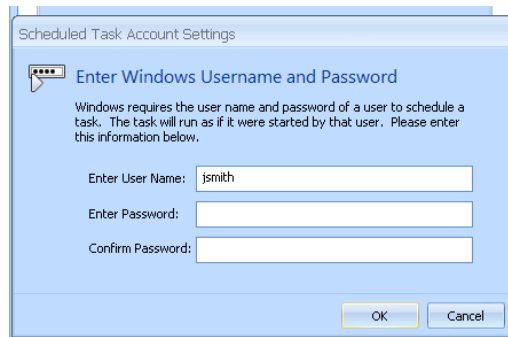 Scheduled Task Account Settings
Enter Windows Username and Password
Windows requires the user name and password of a user to schedule a
task. The task will run as if it were started by that user. Please enter
this information below.
Enter User Name: jsmith
Enter Password:
Confirm Password:
OK Cancel